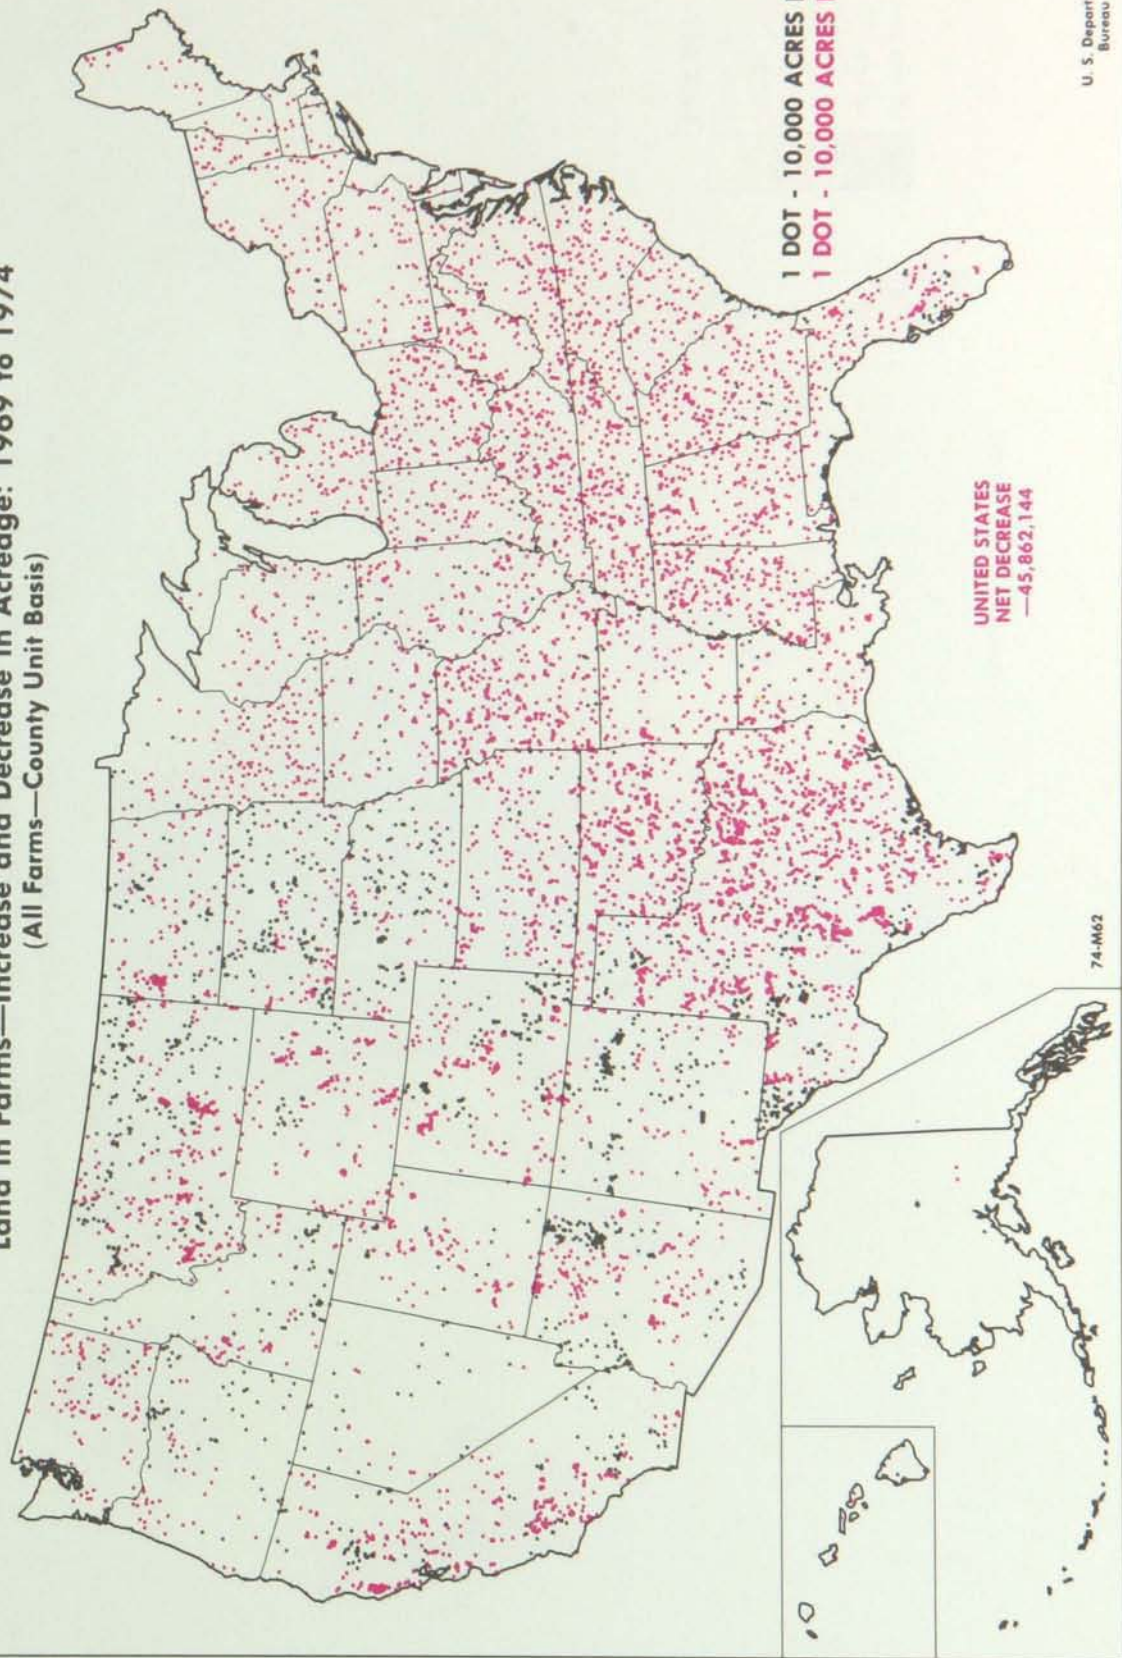 Land in Farms—Increase and Decrease in Acreage: 1969 to 1974
(All Farms—County Unit Basis)
1 DOT - 10,000 ACRES
1 DOT - 10,000 ACRES
UNITED STATES
NET DECREASE
—45,862,144
74-M62
U. S. Depart
Bureau